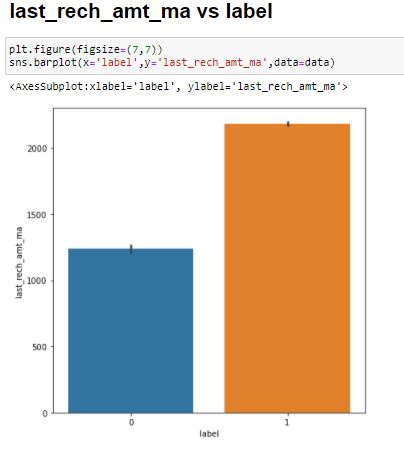 last_rech_amt_ma vs label
plt.figure(figsize=(7,7))
sns.barplot(x='label',y='last_rech_amt_ma',data=data)
<AxesSubplot:xlabel='label', ylabel='last_rech_amt_ma'>
2000
1500
1000
500
0
last_rech_amt_ma
0
1
label